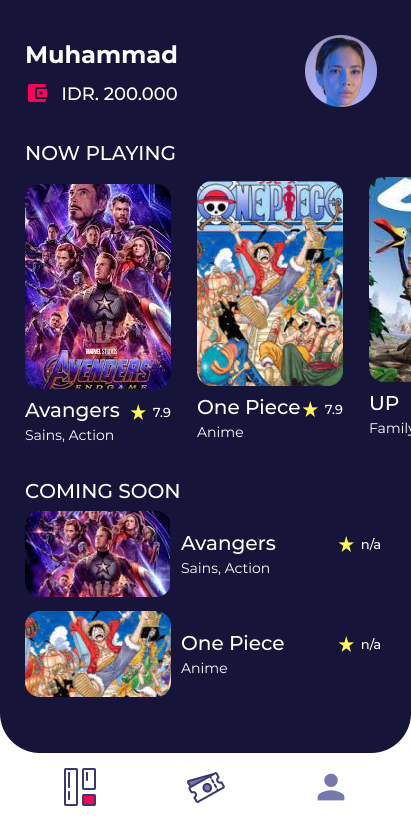 Muhammad
IDR. 200.000
NOW PLAYING
MARVEL STUDIOS
AVENGERS
ENDGAME
ONE PIECE
Avangers 7.9
Sains, Action
One Piece 7.9
Anime
UP
Family
COMING SOON
Avangers n/a
Sains, Action
One Piece n/a
Anime